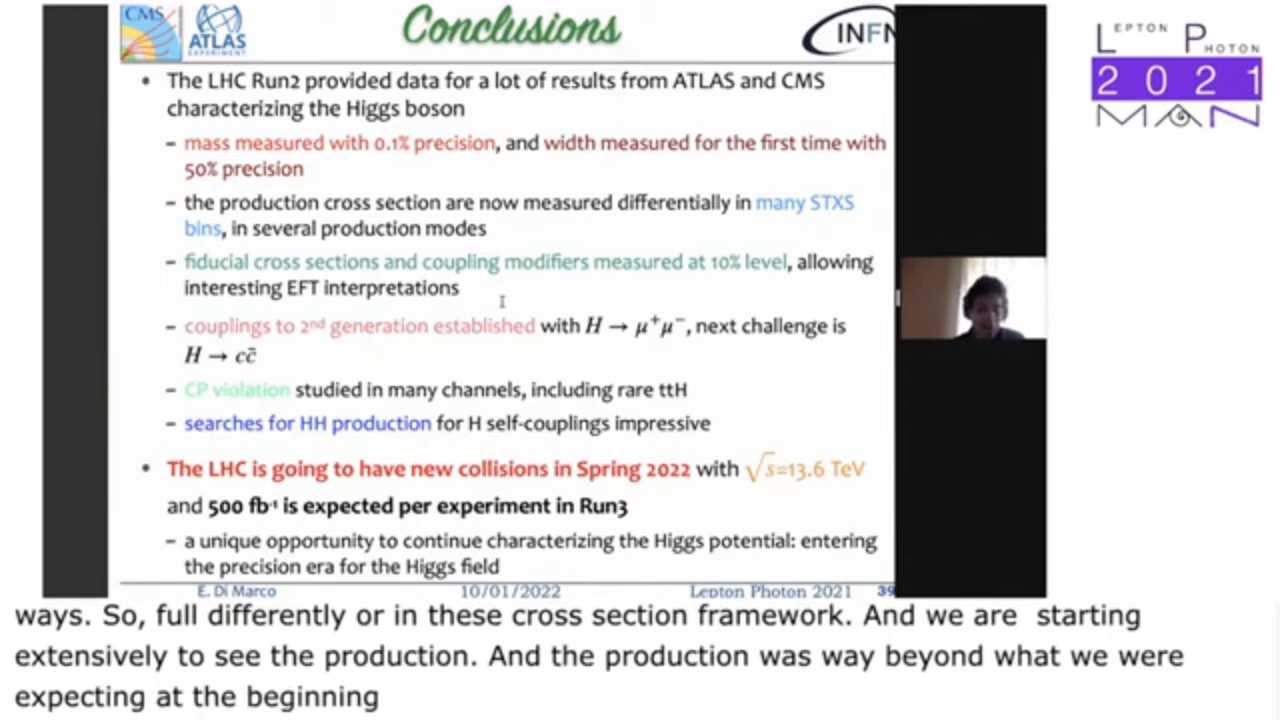 CMS
ATLAS
EXPERIMENT
Conclusions
INFN
LEPTON PHOTON
2021
MAN
• The LHC Run2 provided data for a lot of results from ATLAS and CMS
characterizing the Higgs boson
– mass measured with 0.1% precision, and width measured for the first time with
50% precision
– the production cross section are now measured differentially in many STXS
bins, in several production modes
– fiducial cross sections and coupling modifiers measured at 10% level, allowing
interesting EFT interpretations
– couplings to 2nd generation established with H → μ⁺μ⁻, next challenge is
H → cc̄
– CP violation studied in many channels, including rare ttH
– searches for HH production for H self-couplings impressive
• The LHC is going to have new collisions in Spring 2022 with √s=13.6 TeV
and 500 fb⁻¹ is expected per experiment in Run3
– a unique opportunity to continue characterizing the Higgs potential: entering
the precision era for the Higgs field
E. Di Marco 10/01/2022 Lepton Photon 2021 39
ways. So, full differently or in these cross section framework. And we are starting
extensively to see the production. And the production was way beyond what we were
expecting at the beginning